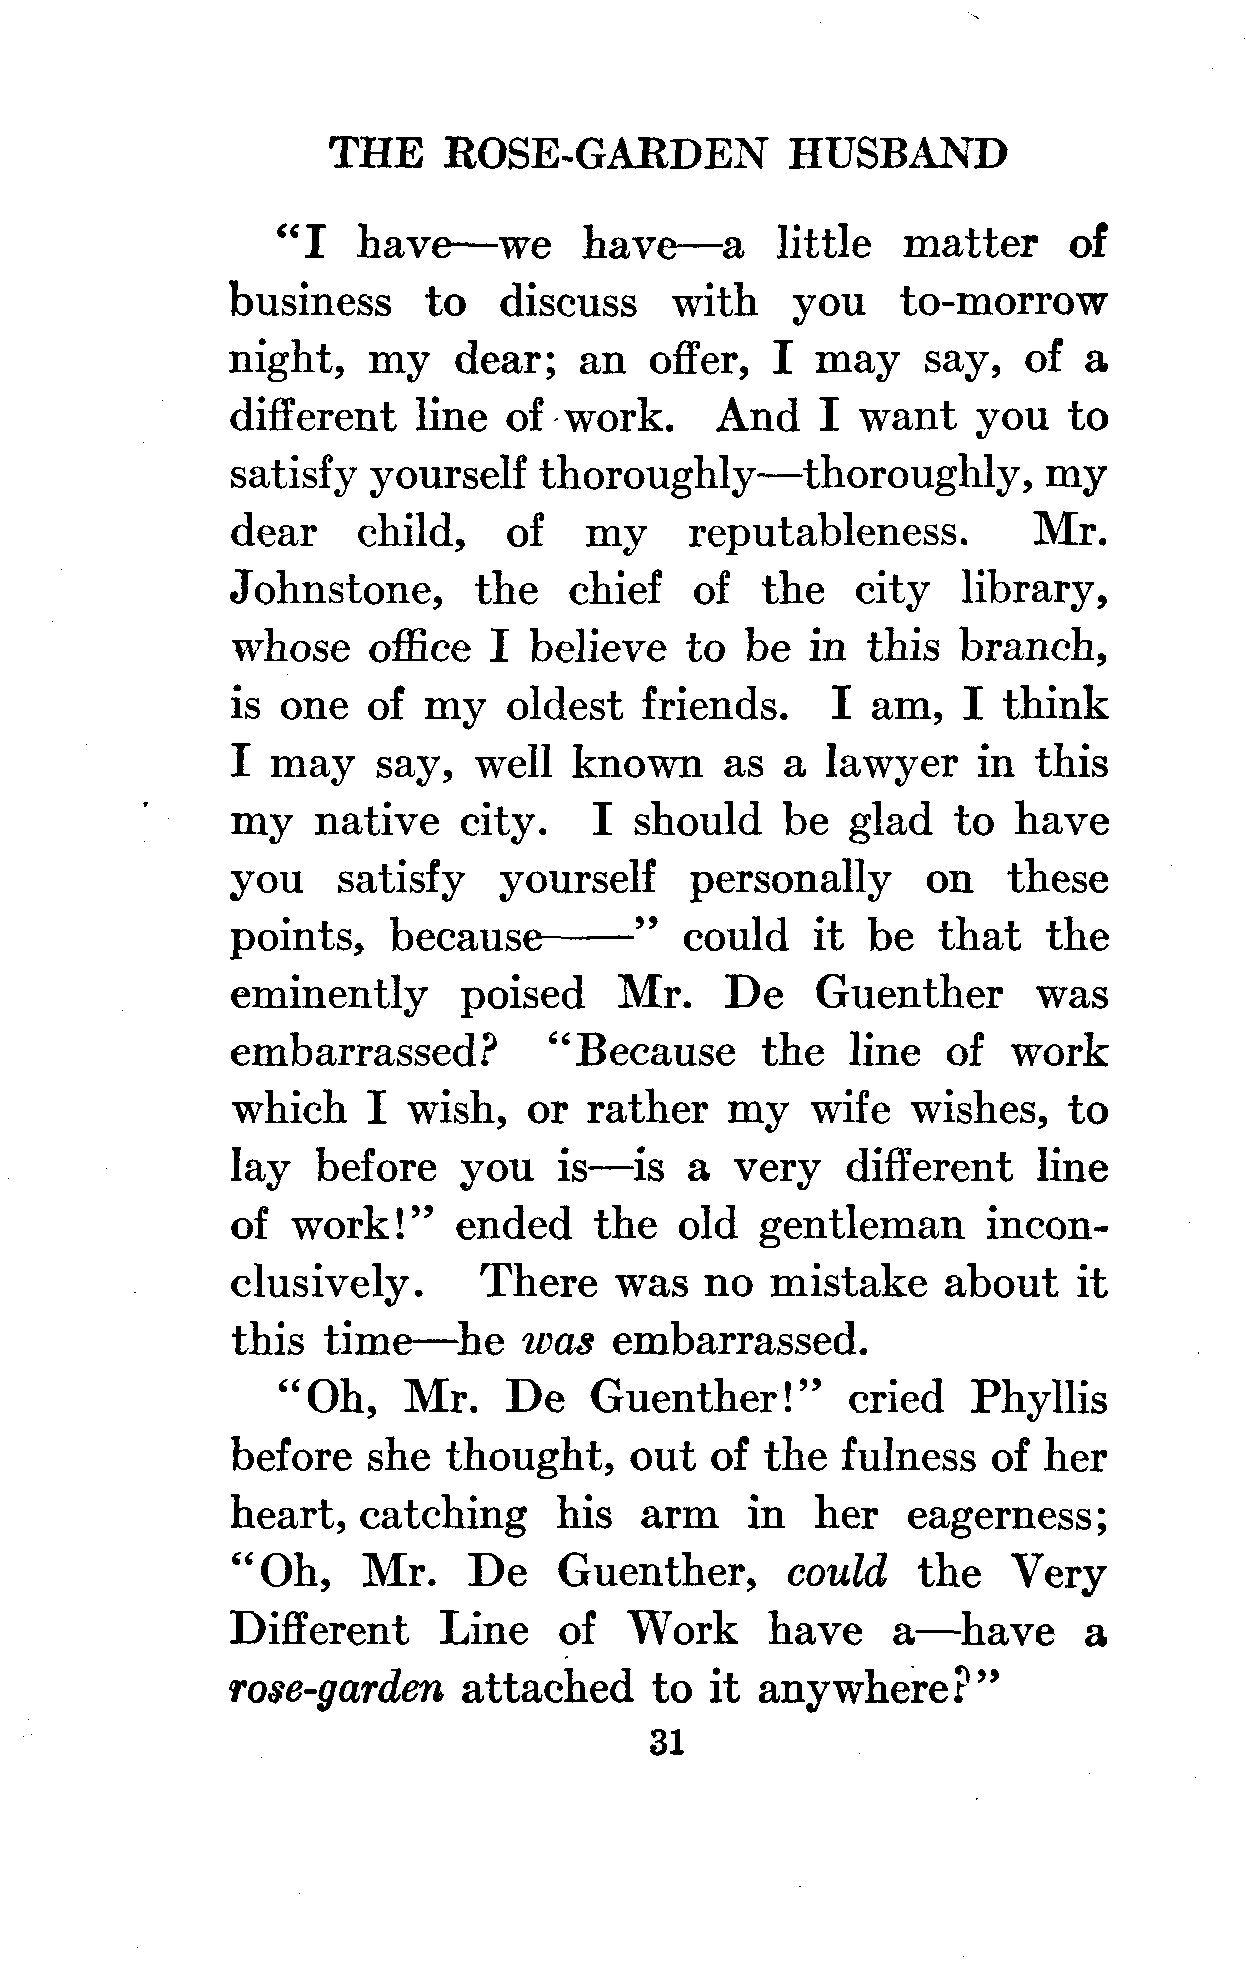 THE ROSE-GARDEN HUSBAND
“I have—we have—a little matter of
business to discuss with you to-morrow
night, my dear; an offer, I may say, of a
different line of work. And I want you to
satisfy yourself thoroughly—thoroughly, my
dear child, of my reputableness. Mr.
Johnstone, the chief of the city library,
whose office I believe to be in this branch,
is one of my oldest friends. I am, I think
I may say, well known as a lawyer in this
my native city. I should be glad to have
you satisfy yourself personally on these
points, because——” could it be that the
eminently poised Mr. De Guenther was
embarrassed? “Because the line of work
which I wish, or rather my wife wishes, to
lay before you is—is a very different line
of work!” ended the old gentleman incon-
clusively. There was no mistake about it
this time—he was embarrassed.
“Oh, Mr. De Guenther!” cried Phyllis
before she thought, out of the fulness of her
heart, catching his arm in her eagerness;
“Oh, Mr. De Guenther, could the Very
Different Line of Work have a—have a
rose-garden attached to it anywhere?”
31